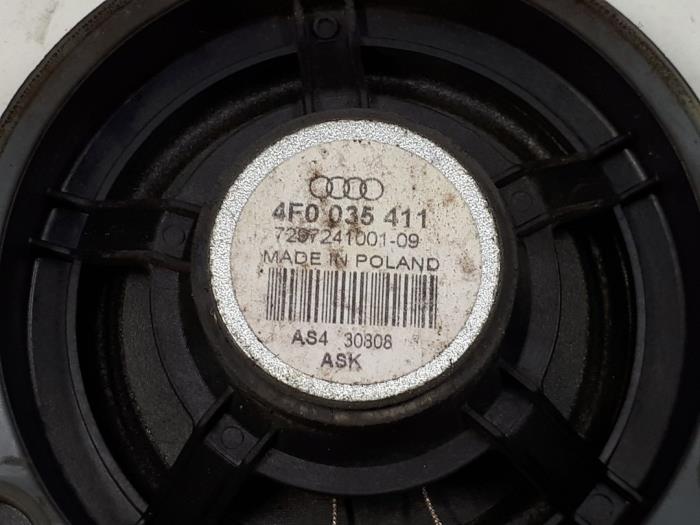 4F0 035 411
7297241001-09
MADE IN POLAND
AS4 30808
ASK